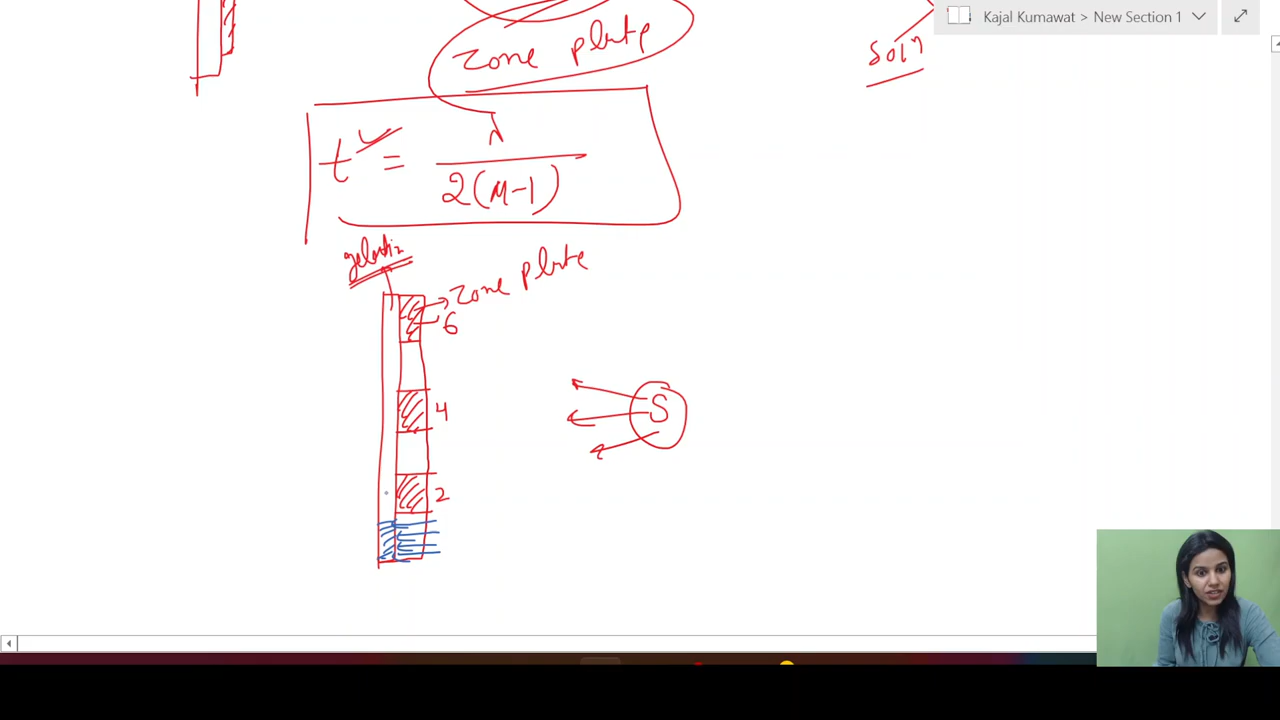 Kajal Kumawat > New Section 1
Zone plate
Soln
t = λ / 2(μ-1)
gelatin
Zone plate
6
4
S
2